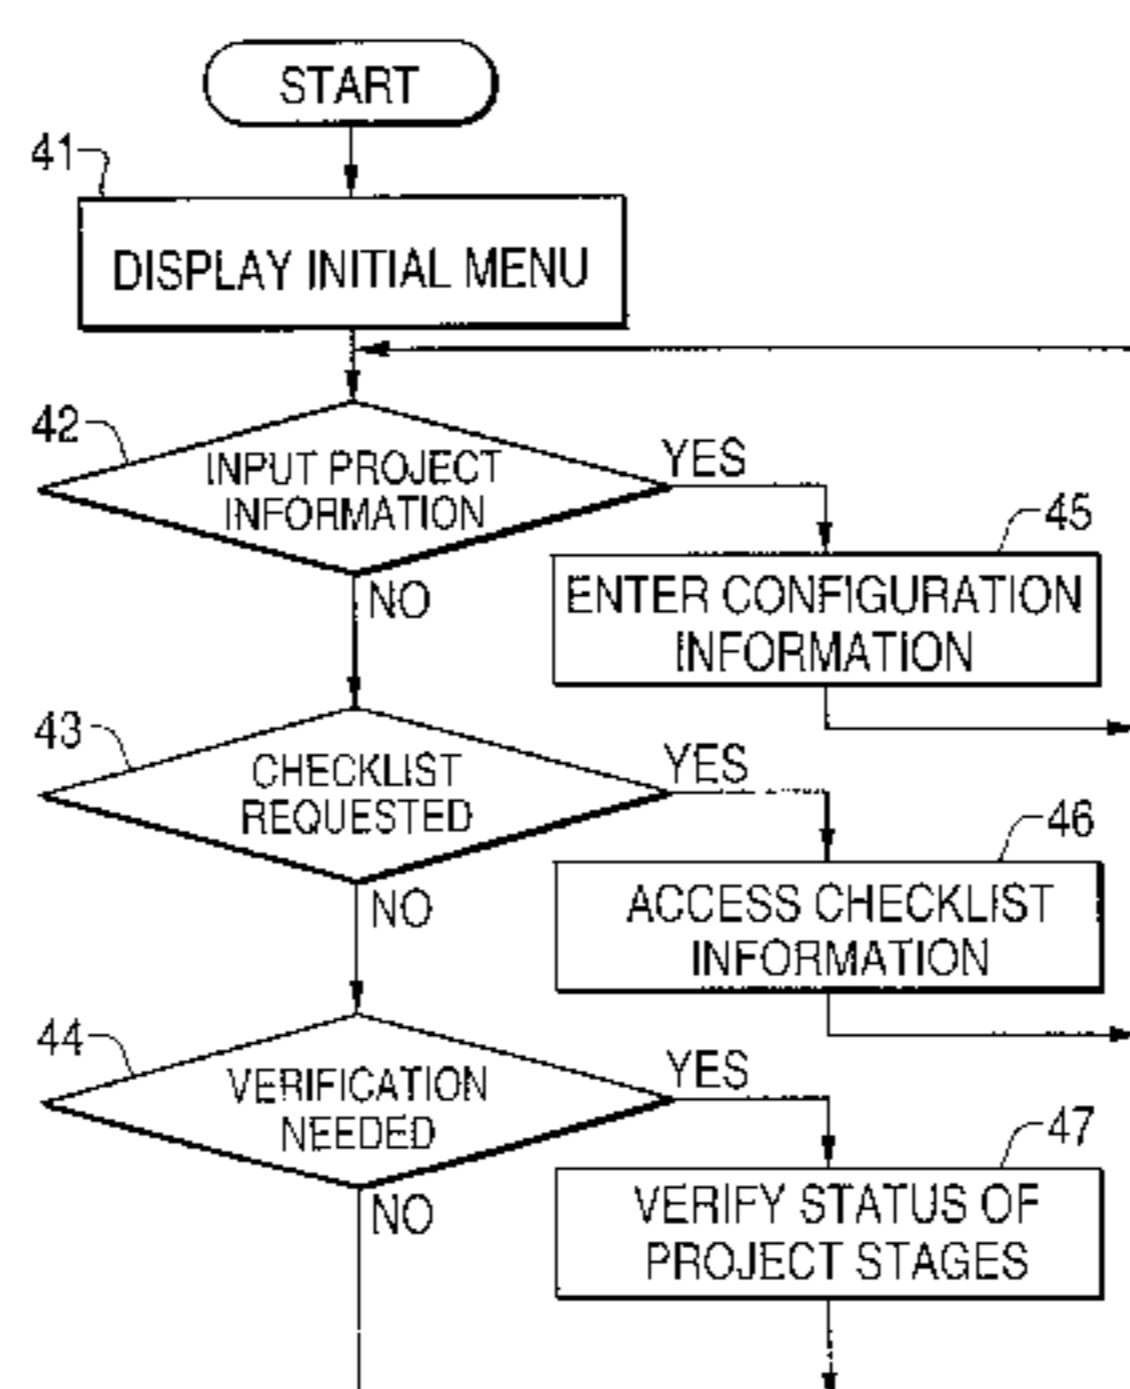 START
41
DISPLAY INITIAL MENU
42
INPUT PROJECT
INFORMATION
YES
NO
45
ENTER CONFIGURATION
INFORMATION
43
CHECKLIST
REQUESTED
YES
NO
46
ACCESS CHECKLIST
INFORMATION
44
VERIFICATION
NEEDED
YES
NO
47
VERIFY STATUS OF
PROJECT STAGES